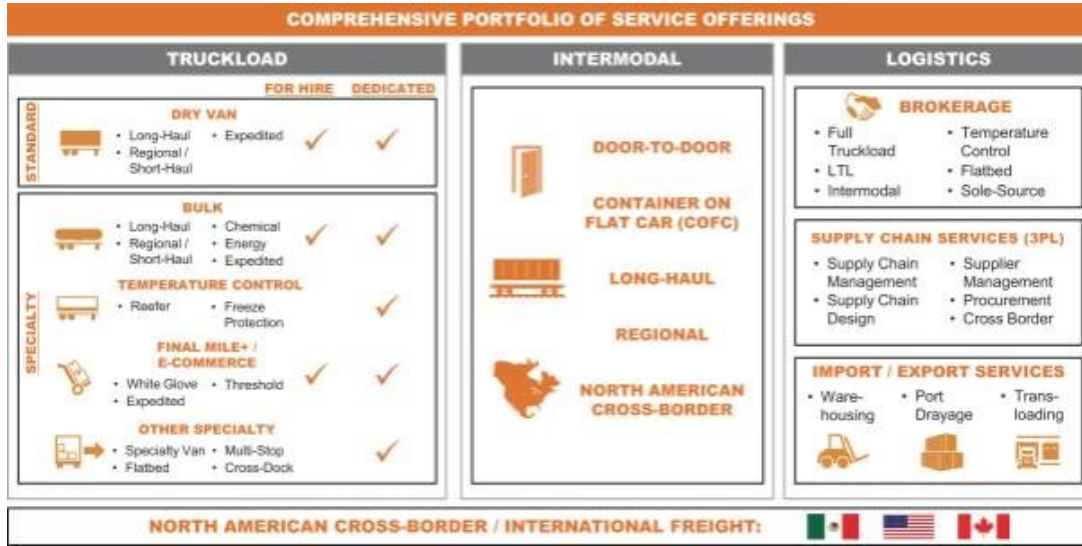 COMPREHENSIVE PORTFOLIO OF SERVICE OFFERINGS
TRUCKLOAD
FOR HIRE DEDICATED
STANDARD
DRY VAN
• Long-Haul
• Regional /
Short-Haul
• Expedited
SPECIALTY
BULK
• Long-Haul
• Regional /
Short-Haul
• Chemical
• Energy
• Expedited
TEMPERATURE CONTROL
• Reefer
• Freeze
Protection
FINAL MILE+ /
E-COMMERCE
• White Glove
• Expedited
• Threshold
OTHER SPECIALTY
• Specialty Van
• Flatbed
• Multi-Stop
• Cross-Dock
INTERMODAL
DOOR-TO-DOOR
CONTAINER ON
FLAT CAR (COFC)
LONG-HAUL
REGIONAL
NORTH AMERICAN
CROSS-BORDER
LOGISTICS
BROKERAGE
• Full
Truckload
• LTL
• Intermodal
• Temperature
Control
• Flatbed
• Sole-Source
SUPPLY CHAIN SERVICES (3PL)
• Supply Chain
Management
• Supply Chain
Design
• Supplier
Management
• Procurement
• Cross Border
IMPORT / EXPORT SERVICES
• Ware-
housing
• Port
Drayage
• Trans-
loading
NORTH AMERICAN CROSS-BORDER / INTERNATIONAL FREIGHT: